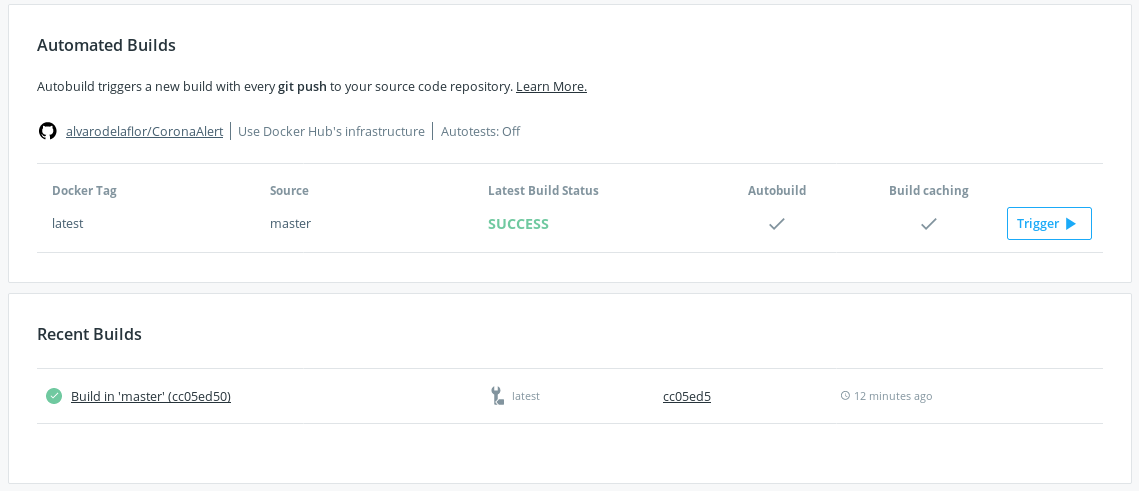 Automated Builds
Autobuild triggers a new build with every git push to your source code repository. Learn More.
alvarodelaflor/CoronaAlert Use Docker Hub's infrastructure Autotests: Off
Docker Tag Source Latest Build Status Autobuild Build caching
latest master SUCCESS Trigger
Recent Builds
Build in 'master' (cc05ed50) latest cc05ed5 12 minutes ago